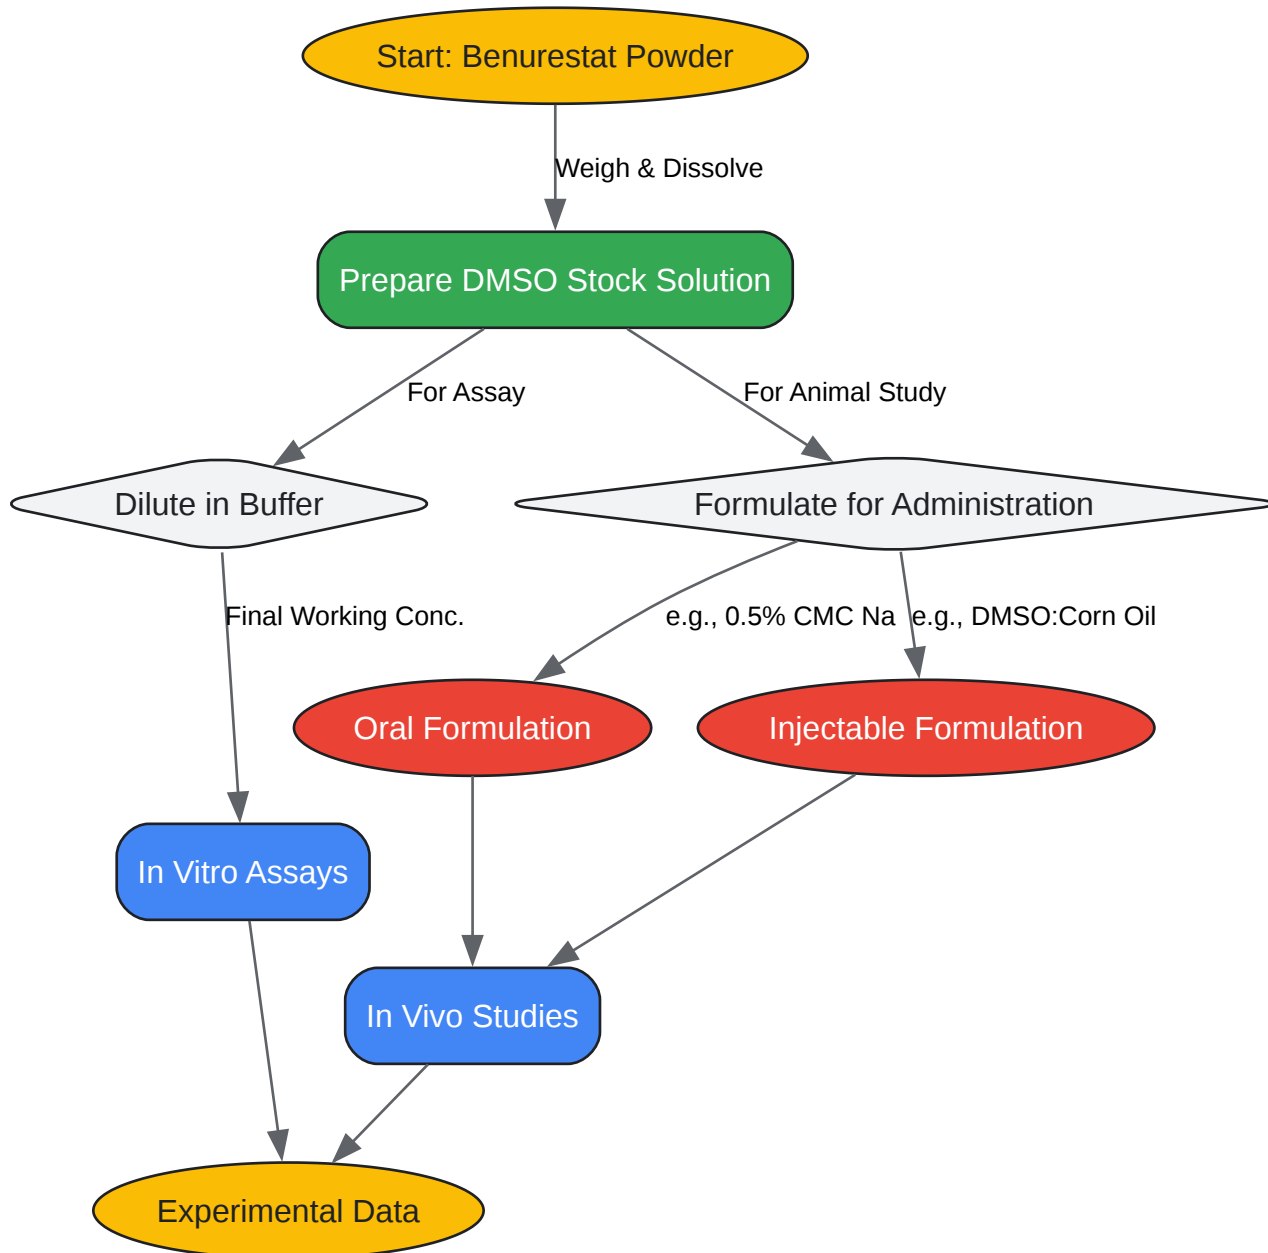 Start: Benurestat Powder
Weigh & Dissolve
Prepare DMSO Stock Solution
For Assay
For Animal Study
Dilute in Buffer
Formulate for Administration
Final Working Conc.
e.g., 0.5% CMC Na
e.g., DMSO:Corn Oil
Oral Formulation
Injectable Formulation
In Vitro Assays
In Vivo Studies
Experimental Data